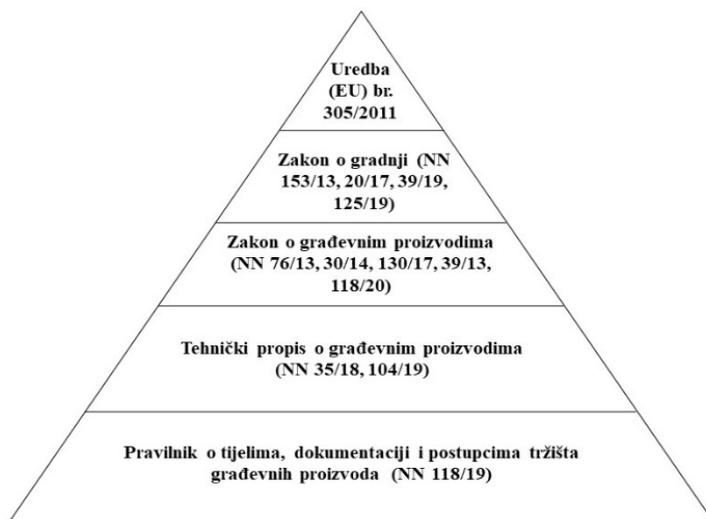 Uredba
(EU) br.
305/2011
Zakon o gradnji (NN
153/13, 20/17, 39/19,
125/19)
Zakon o građevnim proizvodima
(NN 76/13, 30/14, 130/17, 39/13,
118/20)
Tehnički propis o građevnim proizvodima
(NN 35/18, 104/19)
Pravilnik o tijelima, dokumentaciji i postupcima tržišta
građevnih proizvoda (NN 118/19)